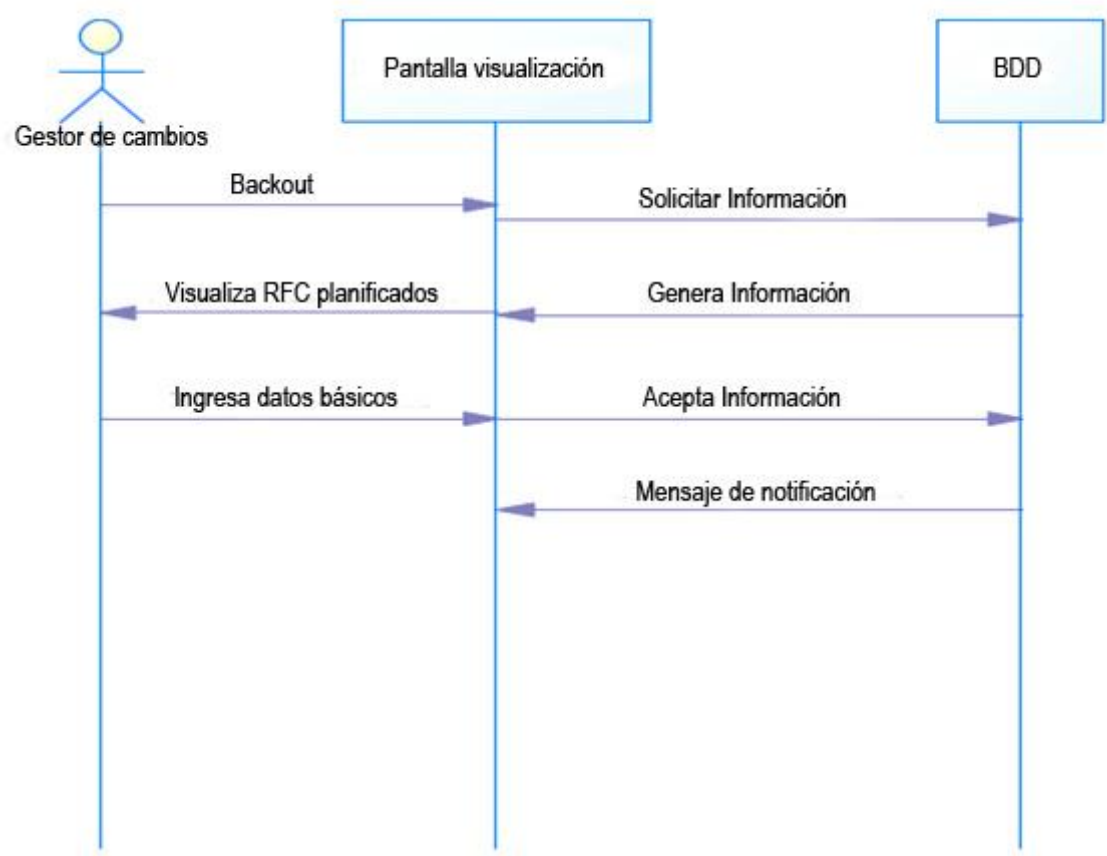 Pantalla visualización
BDD
Gestor de cambios
Backout
Solicitar Información
Visualiza RFC planificados
Genera Información
Ingresa datos básicos
Acepta Información
Mensaje de notificación